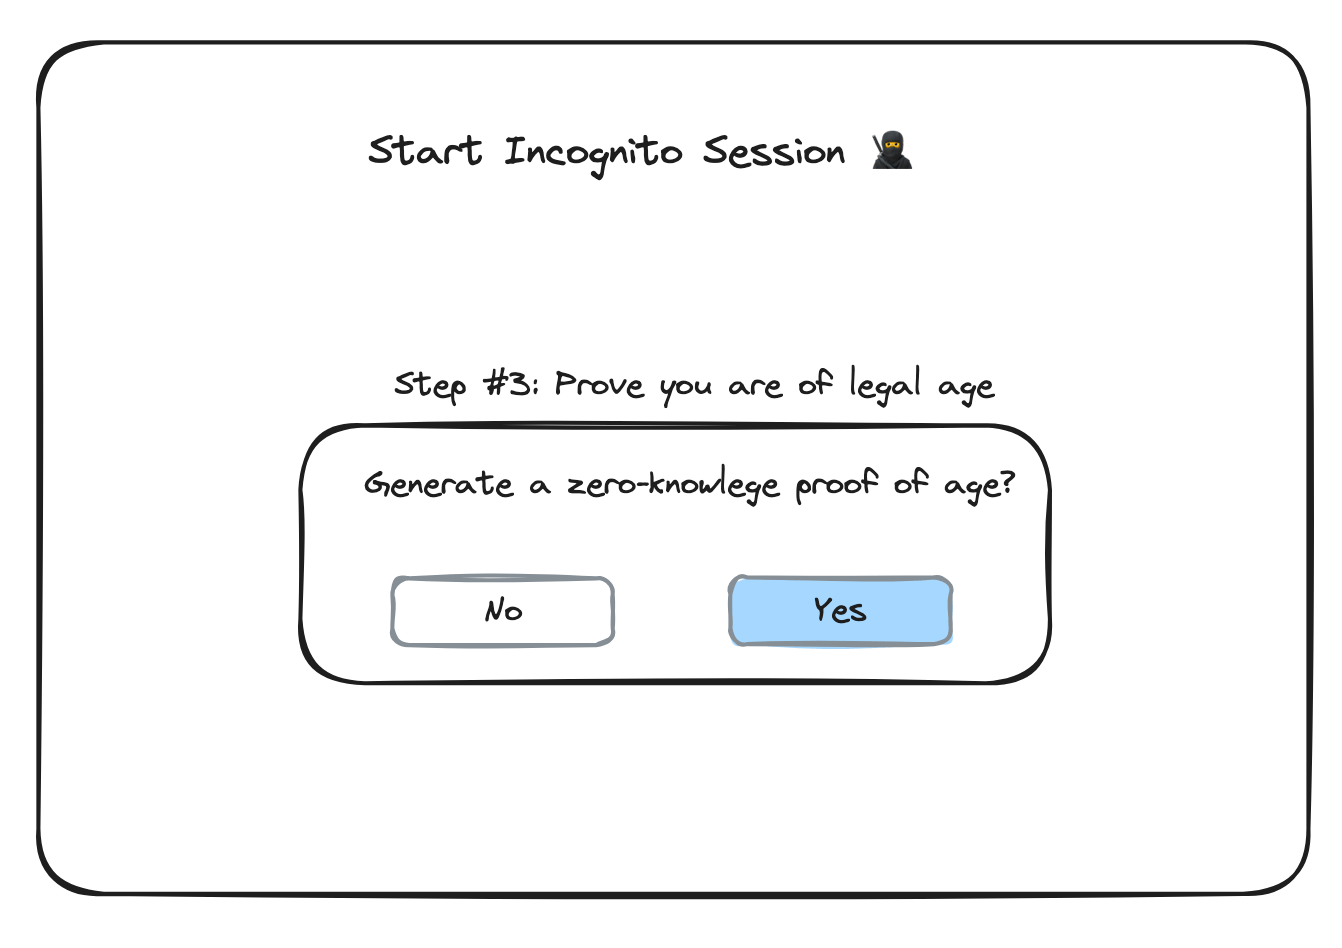 Start Incognito Session 🥷
Step #3: Prove you are of legal age
Generate a zero-knowlege proof of age?
No
Yes